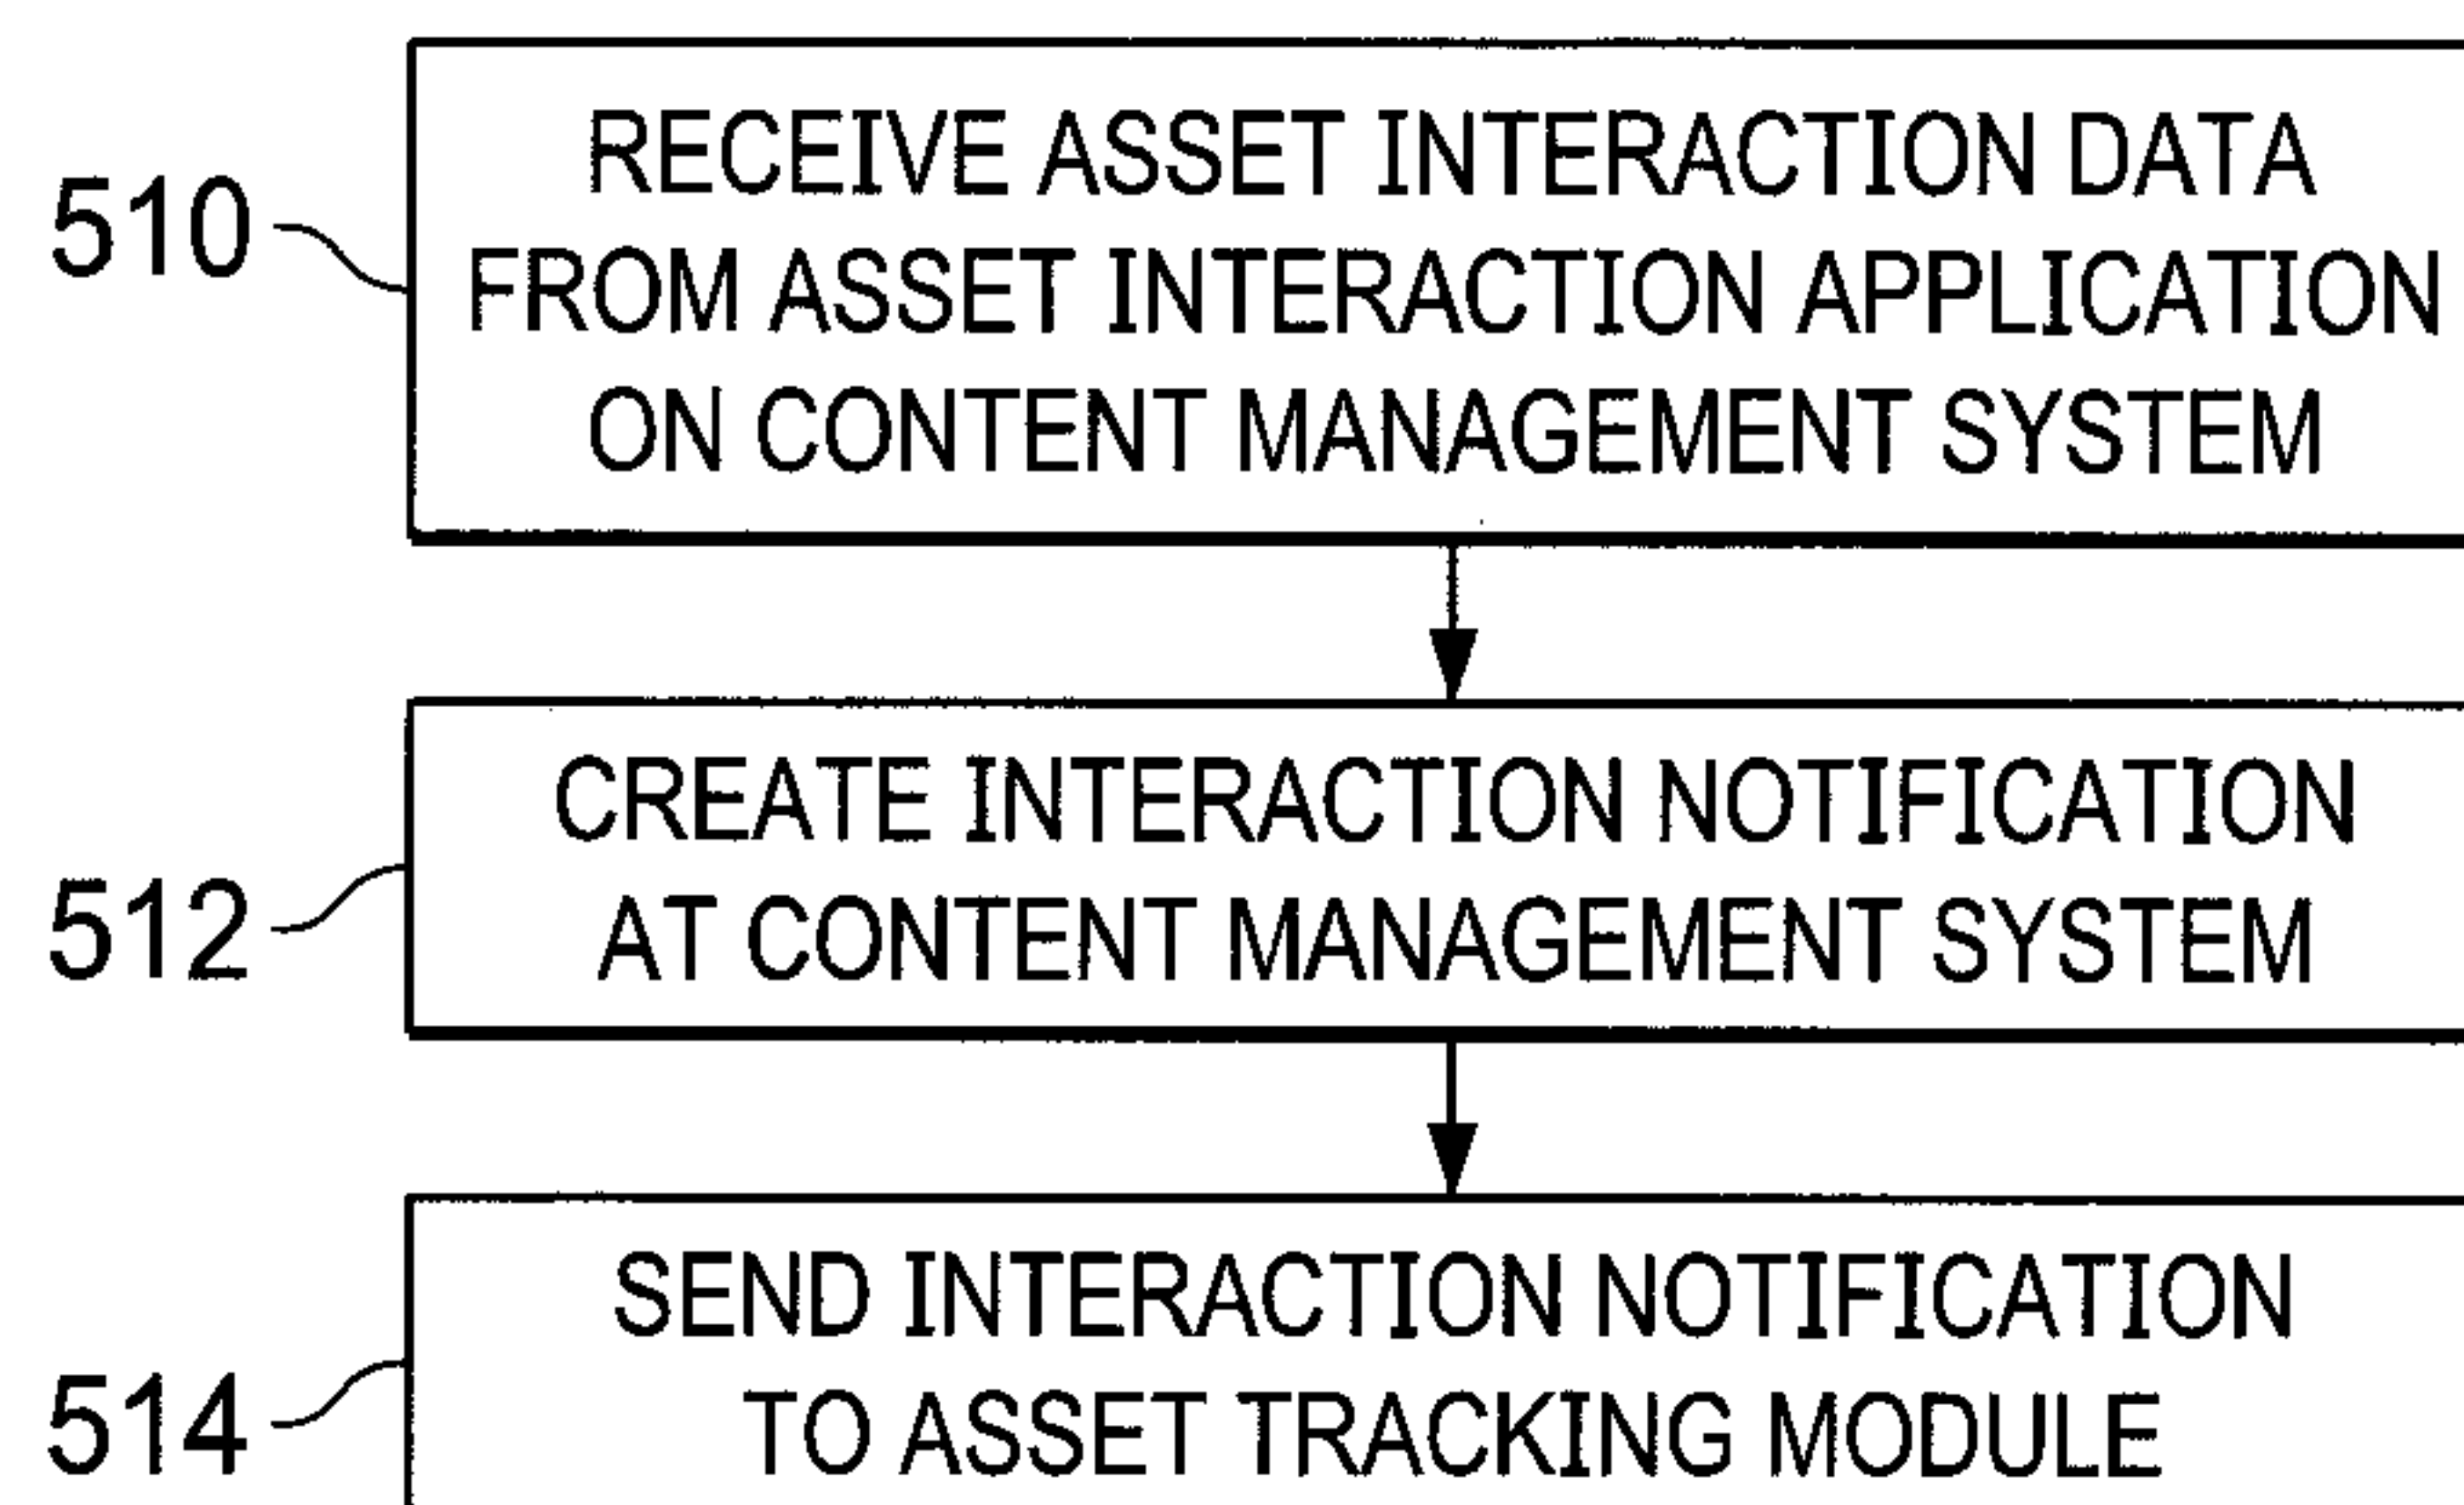 510
RECEIVE ASSET INTERACTION DATA
FROM ASSET INTERACTION APPLICATION
ON CONTENT MANAGEMENT SYSTEM
512
CREATE INTERACTION NOTIFICATION
AT CONTENT MANAGEMENT SYSTEM
514
SEND INTERACTION NOTIFICATION
TO ASSET TRACKING MODULE